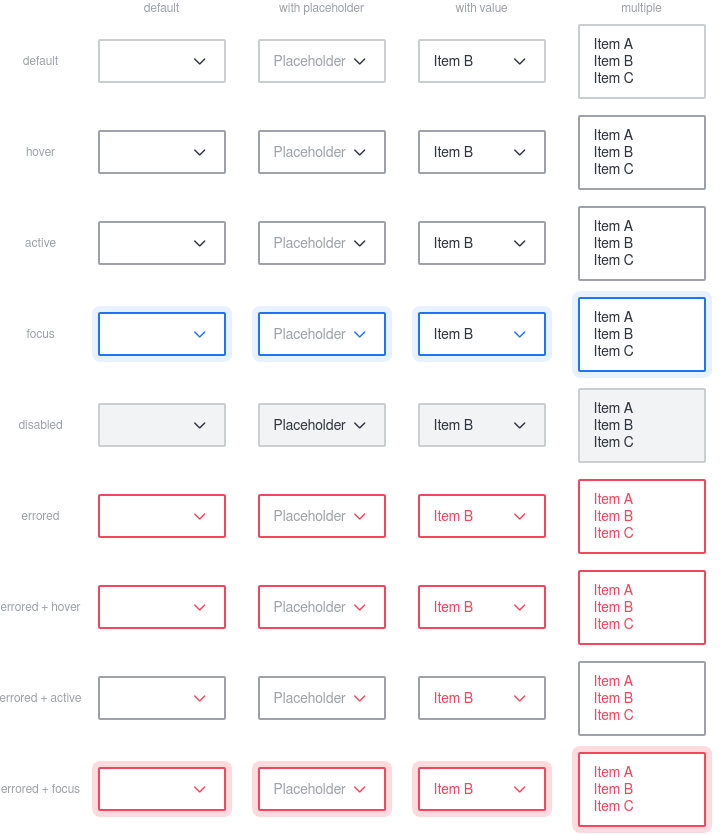 default
with placeholder
with value
multiple
default
Placeholder
Item B
Item A
Item B
Item C
hover
Placeholder
Item B
Item A
Item B
Item C
active
Placeholder
Item B
Item A
Item B
Item C
focus
Placeholder
Item B
Item A
Item B
Item C
disabled
Placeholder
Item B
Item A
Item B
Item C
errored
Placeholder
Item B
Item A
Item B
Item C
errored + hover
Placeholder
Item B
Item A
Item B
Item C
errored + active
Placeholder
Item B
Item A
Item B
Item C
errored + focus
Placeholder
Item B
Item A
Item B
Item C